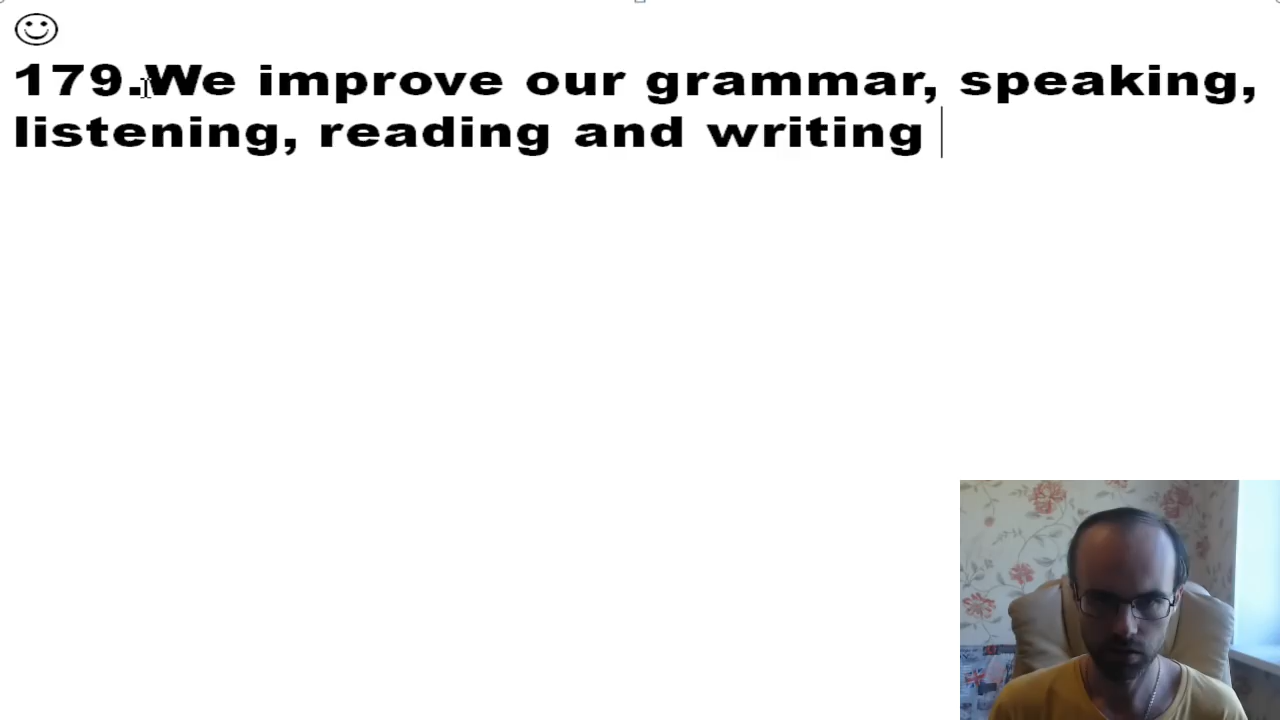 179.We improve our grammar, speaking,
listening, reading and writing